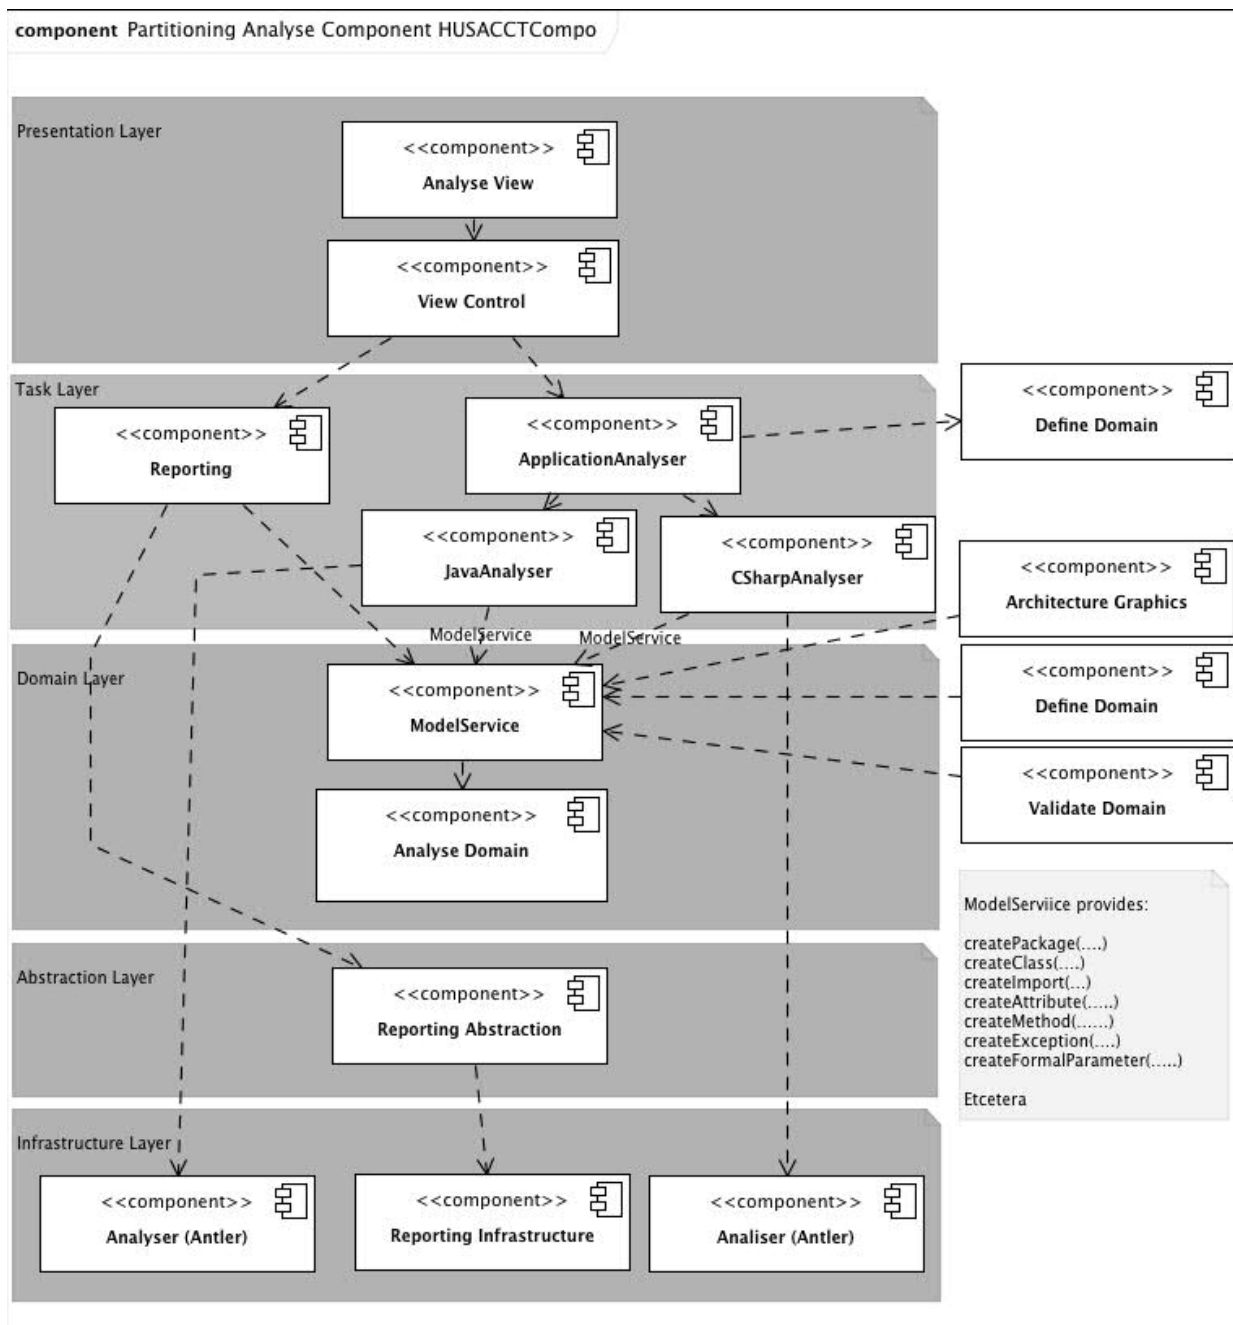 component Partitioning Analyse Component HUSACCTCompo
Presentation Layer
<<component>>
Analyse View
<<component>>
View Control
Task Layer
<<component>>
Reporting
<<component>>
ApplicationAnalyser
<<component>>
Define Domain
<<component>>
JavaAnalyser
<<component>>
CSharpAnalyser
<<component>>
Architecture Graphics
ModelService
ModelService
Domain Layer
<<component>>
ModelService
<<component>>
Define Domain
<<component>>
Analyse Domain
<<component>>
Validate Domain
ModelServiice provides:
createPackage(....)
createClass(....)
createImport(...)
createAttribute(.....)
createMethod(......)
createException(....)
createFormalParameter(.....)
Etcetera
Abstraction Layer
<<component>>
Reporting Abstraction
Infrastructure Layer
<<component>>
Analyser (Antler)
<<component>>
Reporting Infrastructure
<<component>>
Analiser (Antler)